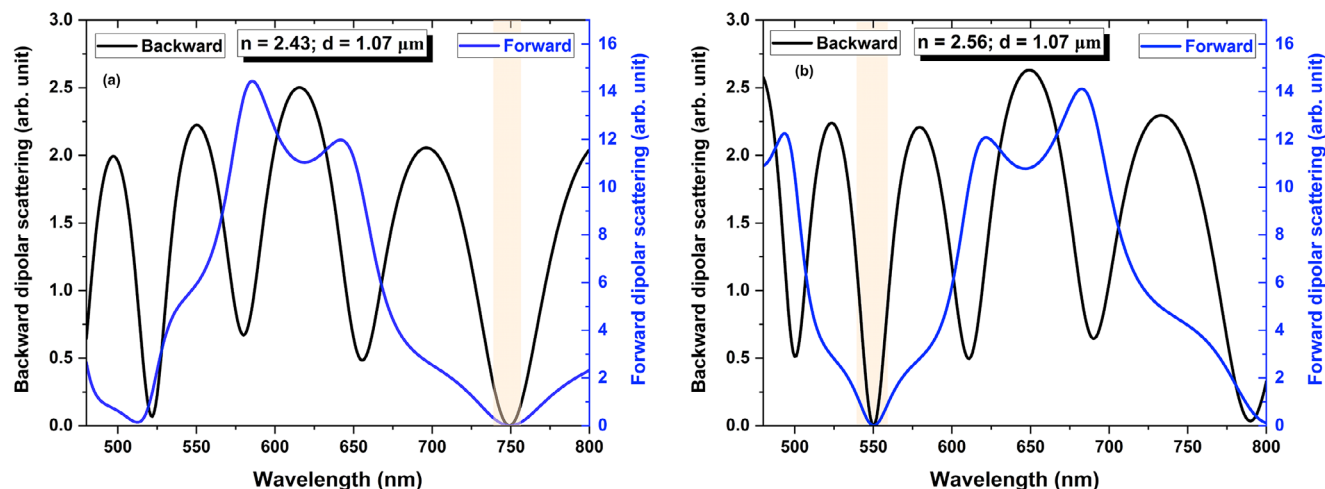 Backward
n = 2.43; d = 1.07 μm
Forward
(a)
Backward dipolar scattering (arb. unit)
3.0
2.5
2.0
1.5
1.0
0.5
0.0
16
14
12
10
8
6
4
2
0
Forward dipolar scattering (arb. unit)
500 550 600 650 700 750 800
Wavelength (nm)
Backward
n = 2.56; d = 1.07 μm
Forward
(b)
Backward dipolar scattering (arb. unit)
3.0
2.5
2.0
1.5
1.0
0.5
0.0
16
14
12
10
8
6
4
2
0
Forward dipolar scattering (arb. unit)
500 550 600 650 700 750 800
Wavelength (nm)